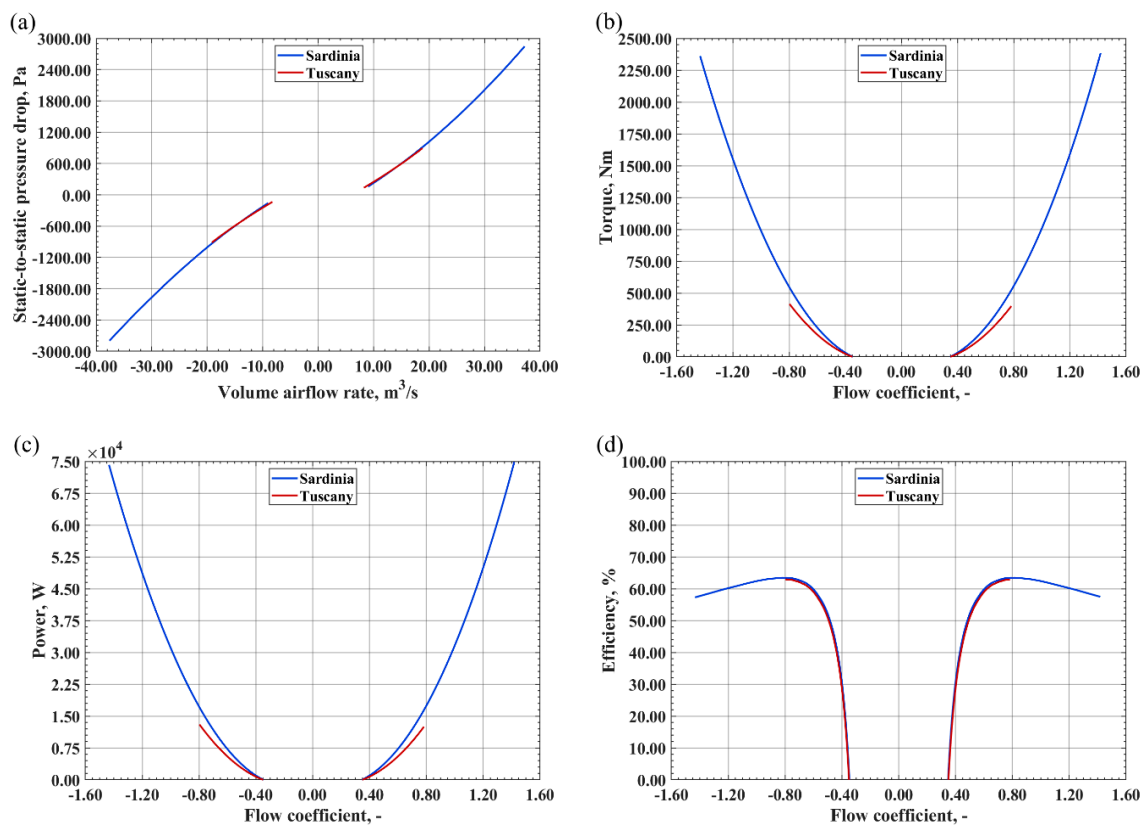 (a)
Static-to-static pressure drop, Pa
3000.00
2400.00
1800.00
1200.00
600.00
0.00
-600.00
-1200.00
-1800.00
-2400.00
-3000.00
Sardinia
Tuscany
-40.00 -30.00 -20.00 -10.00 0.00 10.00 20.00 30.00 40.00
Volume airflow rate, m³/s
(b)
Torque, Nm
2500.00
2250.00
2000.00
1750.00
1500.00
1250.00
1000.00
750.00
500.00
250.00
0.00
Sardinia
Tuscany
-1.60 -1.20 -0.80 -0.40 0.00 0.40 0.80 1.20 1.60
Flow coefficient, -
(c)
×10⁴
Power, W
7.50
6.75
6.00
5.25
4.50
3.75
3.00
2.25
1.50
0.75
0.00
Sardinia
Tuscany
-1.60 -1.20 -0.80 -0.40 0.00 0.40 0.80 1.20 1.60
Flow coefficient, -
(d)
Efficiency, %
100.00
90.00
80.00
70.00
60.00
50.00
40.00
30.00
20.00
10.00
0.00
Sardinia
Tuscany
-1.60 -1.20 -0.80 -0.40 0.00 0.40 0.80 1.20 1.60
Flow coefficient, -